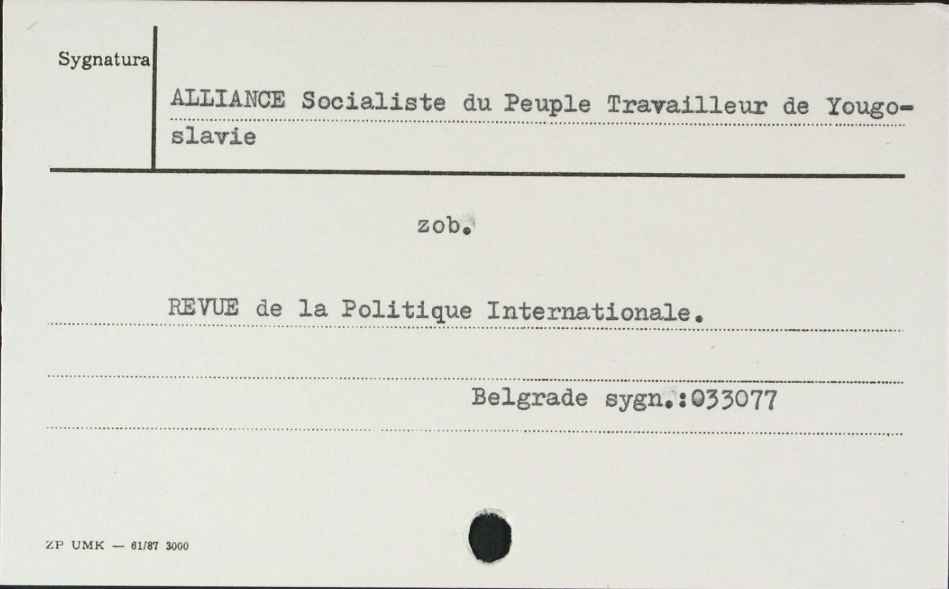 Sygnatura
ALLIANCE Socialiste du Peuple Travailleur de Yougo-
slavie
zob.
REVUE de la Politique Internationale.
Belgrade sygn.:033077
ZP UMK — 61/87 3000